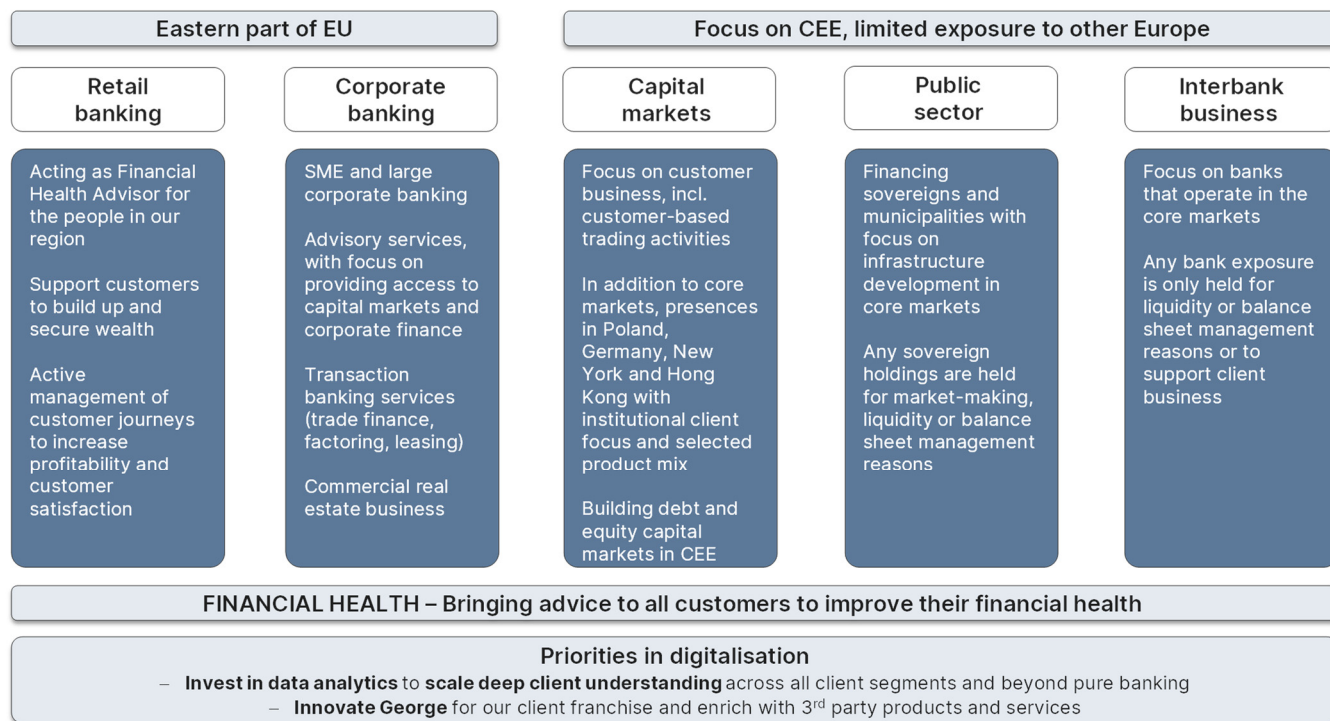 Eastern part of EU
Focus on CEE, limited exposure to other Europe
Retail
banking
Corporate
banking
Capital
markets
Public
sector
Interbank
business
Acting as Financial
Health Advisor for
the people in our
region
Support customers
to build up and
secure wealth
Active
management of
customer journeys
to increase
profitability and
customer
satisfaction
SME and large
corporate banking
Advisory services,
with focus on
providing access to
capital markets and
corporate finance
Transaction
banking services
(trade finance,
factoring, leasing)
Commercial real
estate business
Focus on customer
business, incl.
customer-based
trading activities
In addition to core
markets, presences
in Poland,
Germany, New
York and Hong
Kong with
institutional client
focus and selected
product mix
Building debt and
equity capital
markets in CEE
Financing
sovereigns and
municipalities with
focus on
infrastructure
development in
core markets
Any sovereign
holdings are held
for market-making,
liquidity or balance
sheet management
reasons
Focus on banks
that operate in the
core markets
Any bank exposure
is only held for
liquidity or balance
sheet management
reasons or to
support client
business
FINANCIAL HEALTH – Bringing advice to all customers to improve their financial health
Priorities in digitalisation
– Invest in data analytics to scale deep client understanding across all client segments and beyond pure banking
– Innovate George for our client franchise and enrich with 3rd party products and services